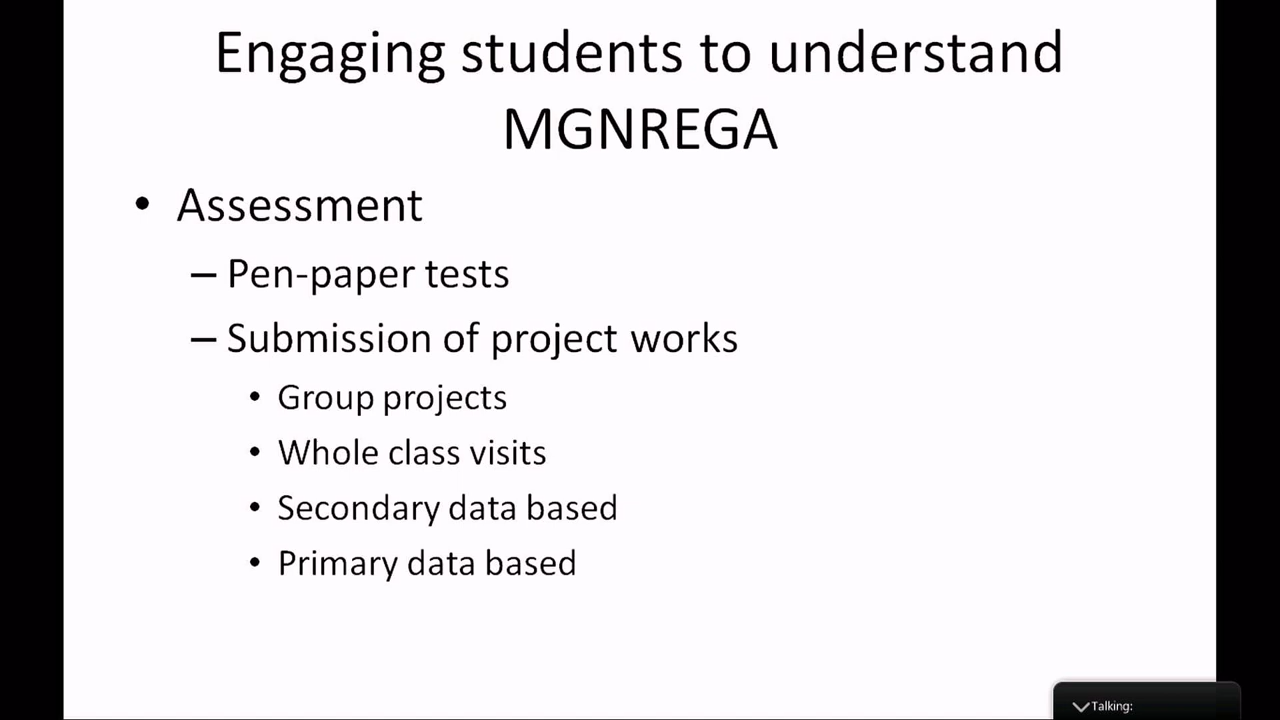 Engaging students to understand
MGNREGA
• Assessment
– Pen-paper tests
– Submission of project works
• Group projects
• Whole class visits
• Secondary data based
• Primary data based
Talking: